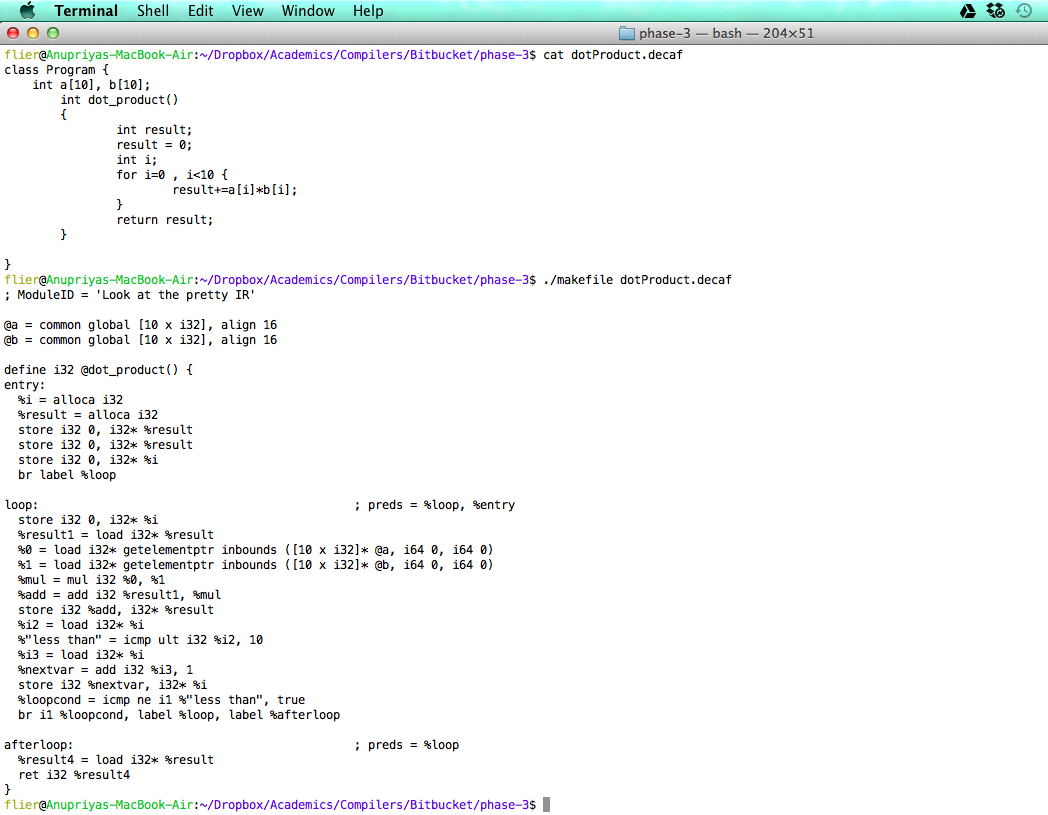 Terminal Shell Edit View Window Help
phase-3 — bash — 204×51
flier@Anupriyas-MacBook-Air:~/Dropbox/Academics/Compilers/Bitbucket/phase-3$ cat dotProduct.decaf
class Program {
    int a[10], b[10];
        int dot_product()
        {
                int result;
                result = 0;
                int i;
                for i=0 , i<10 {
                        result+=a[i]*b[i];
                }
                return result;
        }

}
flier@Anupriyas-MacBook-Air:~/Dropbox/Academics/Compilers/Bitbucket/phase-3$ ./makefile dotProduct.decaf
; ModuleID = 'Look at the pretty IR'

@a = common global [10 x i32], align 16
@b = common global [10 x i32], align 16

define i32 @dot_product() {
entry:
  %i = alloca i32
  %result = alloca i32
  store i32 0, i32* %result
  store i32 0, i32* %result
  store i32 0, i32* %i
  br label %loop

loop:                                             ; preds = %loop, %entry
  store i32 0, i32* %i
  %result1 = load i32* %result
  %0 = load i32* getelementptr inbounds ([10 x i32]* @a, i64 0, i64 0)
  %1 = load i32* getelementptr inbounds ([10 x i32]* @b, i64 0, i64 0)
  %mul = mul i32 %0, %1
  %add = add i32 %result1, %mul
  store i32 %add, i32* %result
  %i2 = load i32* %i
  %"less than" = icmp ult i32 %i2, 10
  %i3 = load i32* %i
  %nextvar = add i32 %i3, 1
  store i32 %nextvar, i32* %i
  %loopcond = icmp ne i1 %"less than", true
  br i1 %loopcond, label %loop, label %afterloop

afterloop:                                        ; preds = %loop
  %result4 = load i32* %result
  ret i32 %result4
}
flier@Anupriyas-MacBook-Air:~/Dropbox/Academics/Compilers/Bitbucket/phase-3$